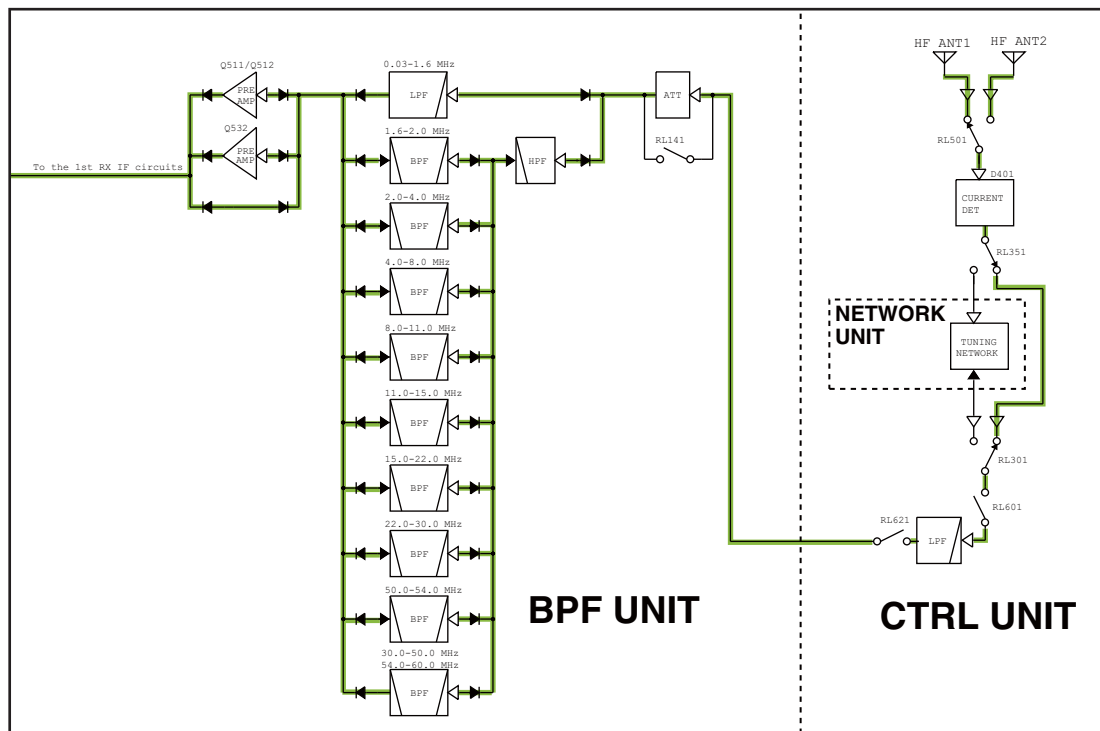 HF ANT1
HF ANT2
Q511/Q512
0.03-1.6 MHz
PRE
AMP
LPF
ATT
Q532
1.6-2.0 MHz
RL141
RL501
PRE
AMP
BPF
HPF
To the 1st RX IF circuits
D401
CURRENT
DET
2.0-4.0 MHz
BPF
RL351
4.0-8.0 MHz
BPF
NETWORK
UNIT
8.0-11.0 MHz
BPF
TUNING
NETWORK
11.0-15.0 MHz
BPF
15.0-22.0 MHz
RL301
BPF
RL601
22.0-30.0 MHz
RL621
BPF
LPF
50.0-54.0 MHz
BPF
BPF UNIT
CTRL UNIT
30.0-50.0 MHz
54.0-60.0 MHz
BPF